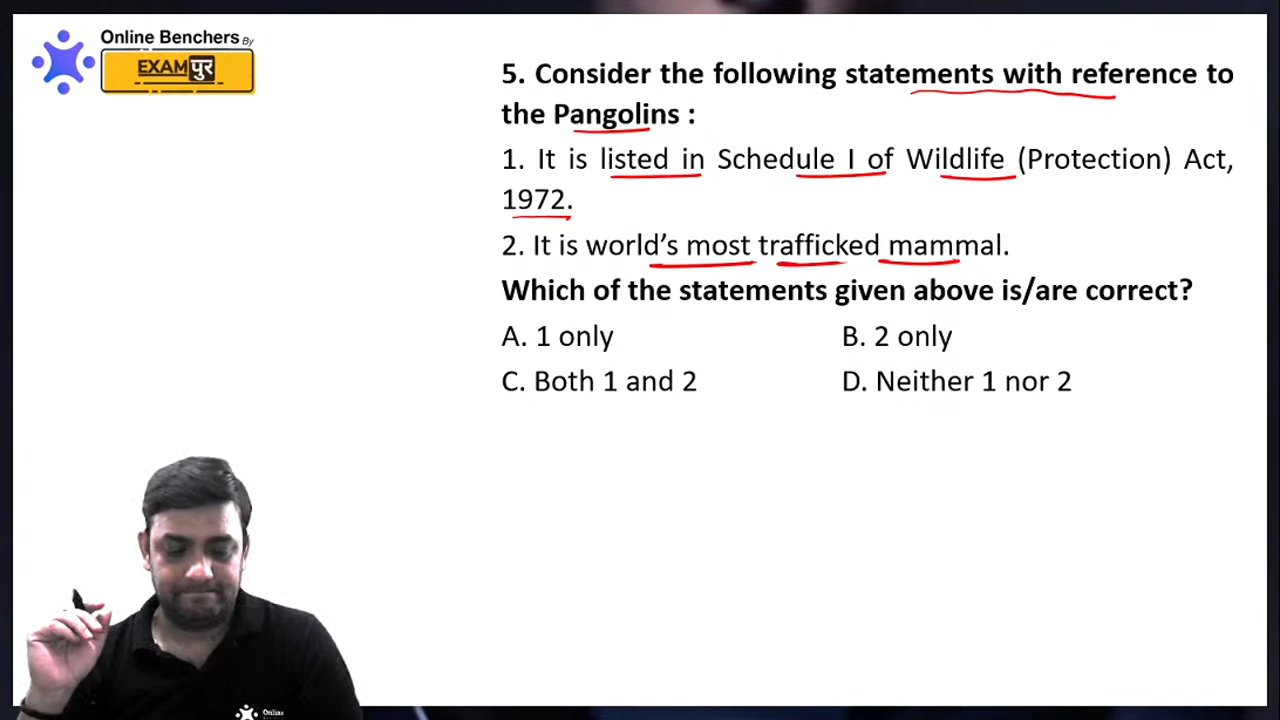 Online Benchers By
EXAMपुर
5. Consider the following statements with reference to
the Pangolins :
1. It is listed in Schedule I of Wildlife (Protection) Act,
1972.
2. It is world's most trafficked mammal.
Which of the statements given above is/are correct?
A. 1 only B. 2 only
C. Both 1 and 2 D. Neither 1 nor 2
Online